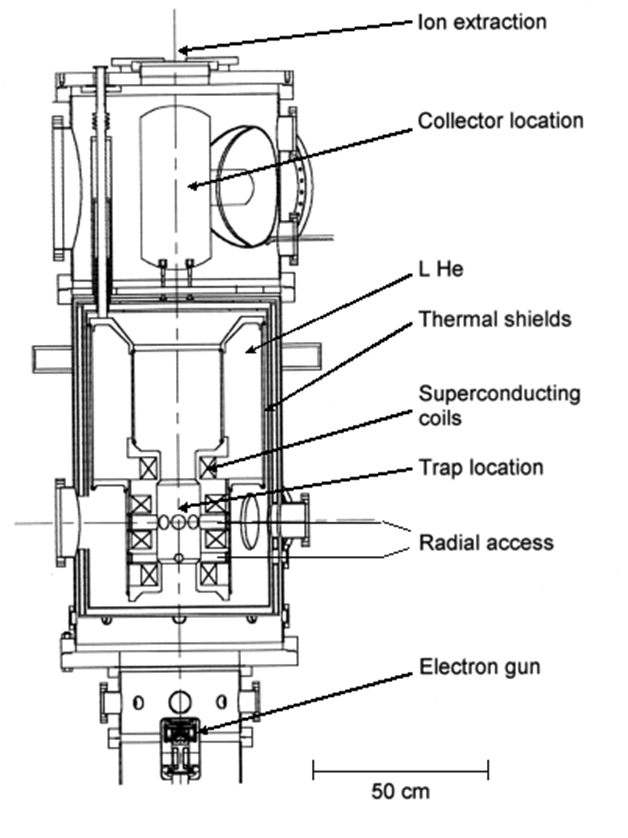 Ion extraction
Collector location
L He
Thermal shields
Superconducting
coils
Trap location
Radial access
Electron gun
50 cm